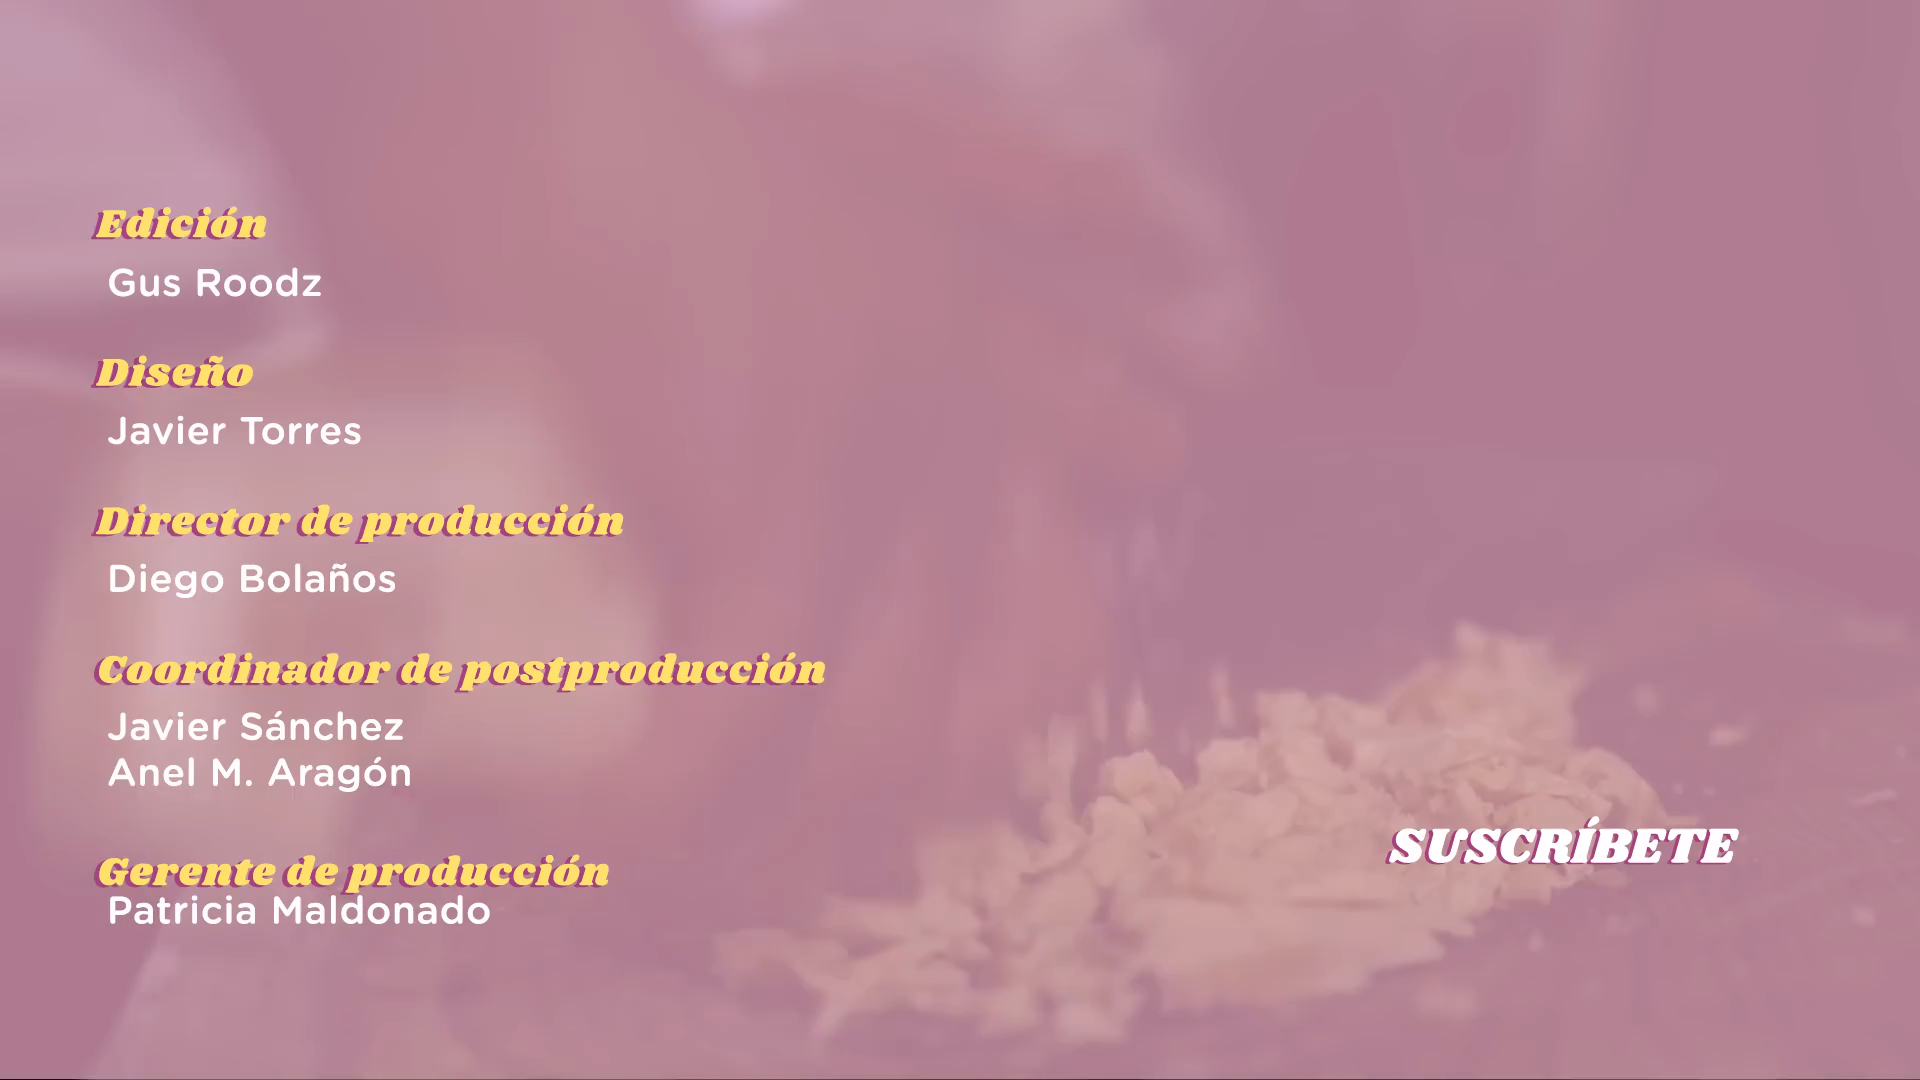 Edición
Gus Roodz
Diseño
Javier Torres
Director de producción
Diego Bolaños
Coordinador de postproducción
Javier Sánchez
Anel M. Aragón
Gerente de producción
Patricia Maldonado
SUSCRÍBETE